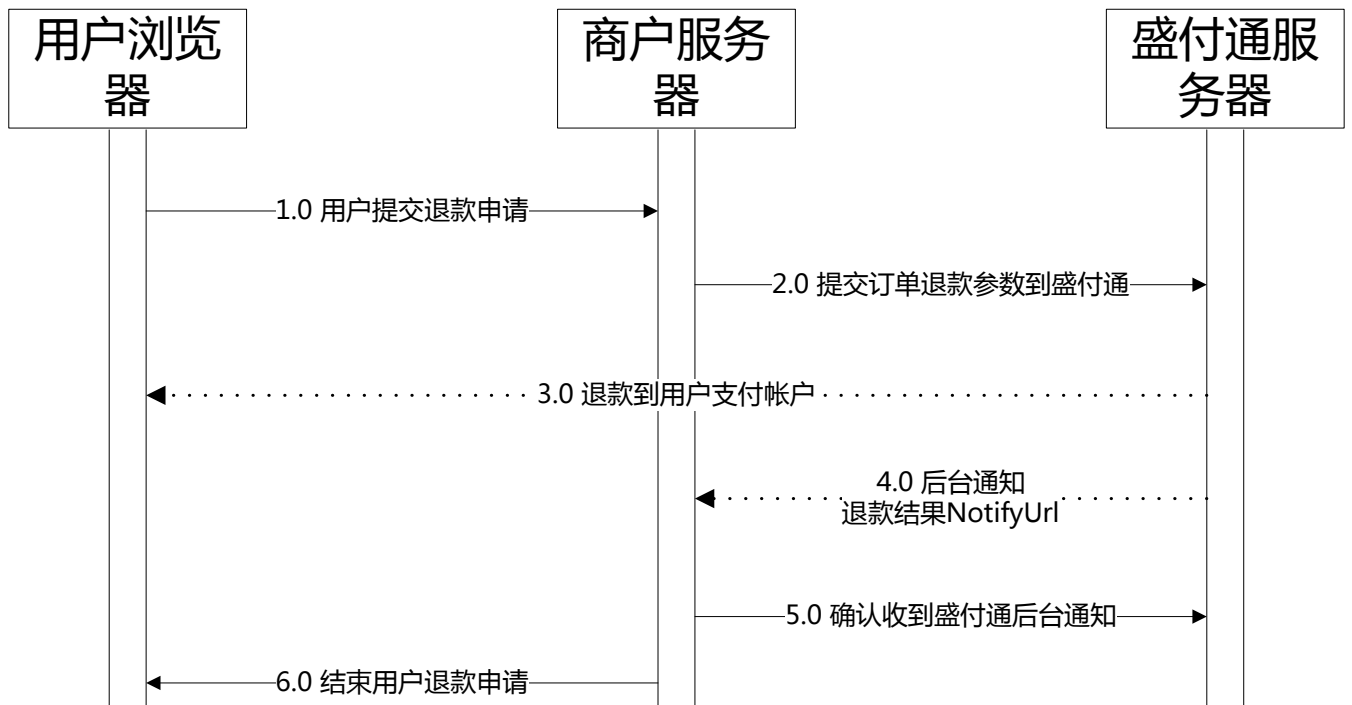 用户浏览
器
商户服务
器
盛付通服
务器
1.0 用户提交退款申请
2.0 提交订单退款参数到盛付通
3.0 退款到用户支付帐户
4.0 后台通知
退款结果NotifyUrl
5.0 确认收到盛付通后台通知
6.0 结束用户退款申请